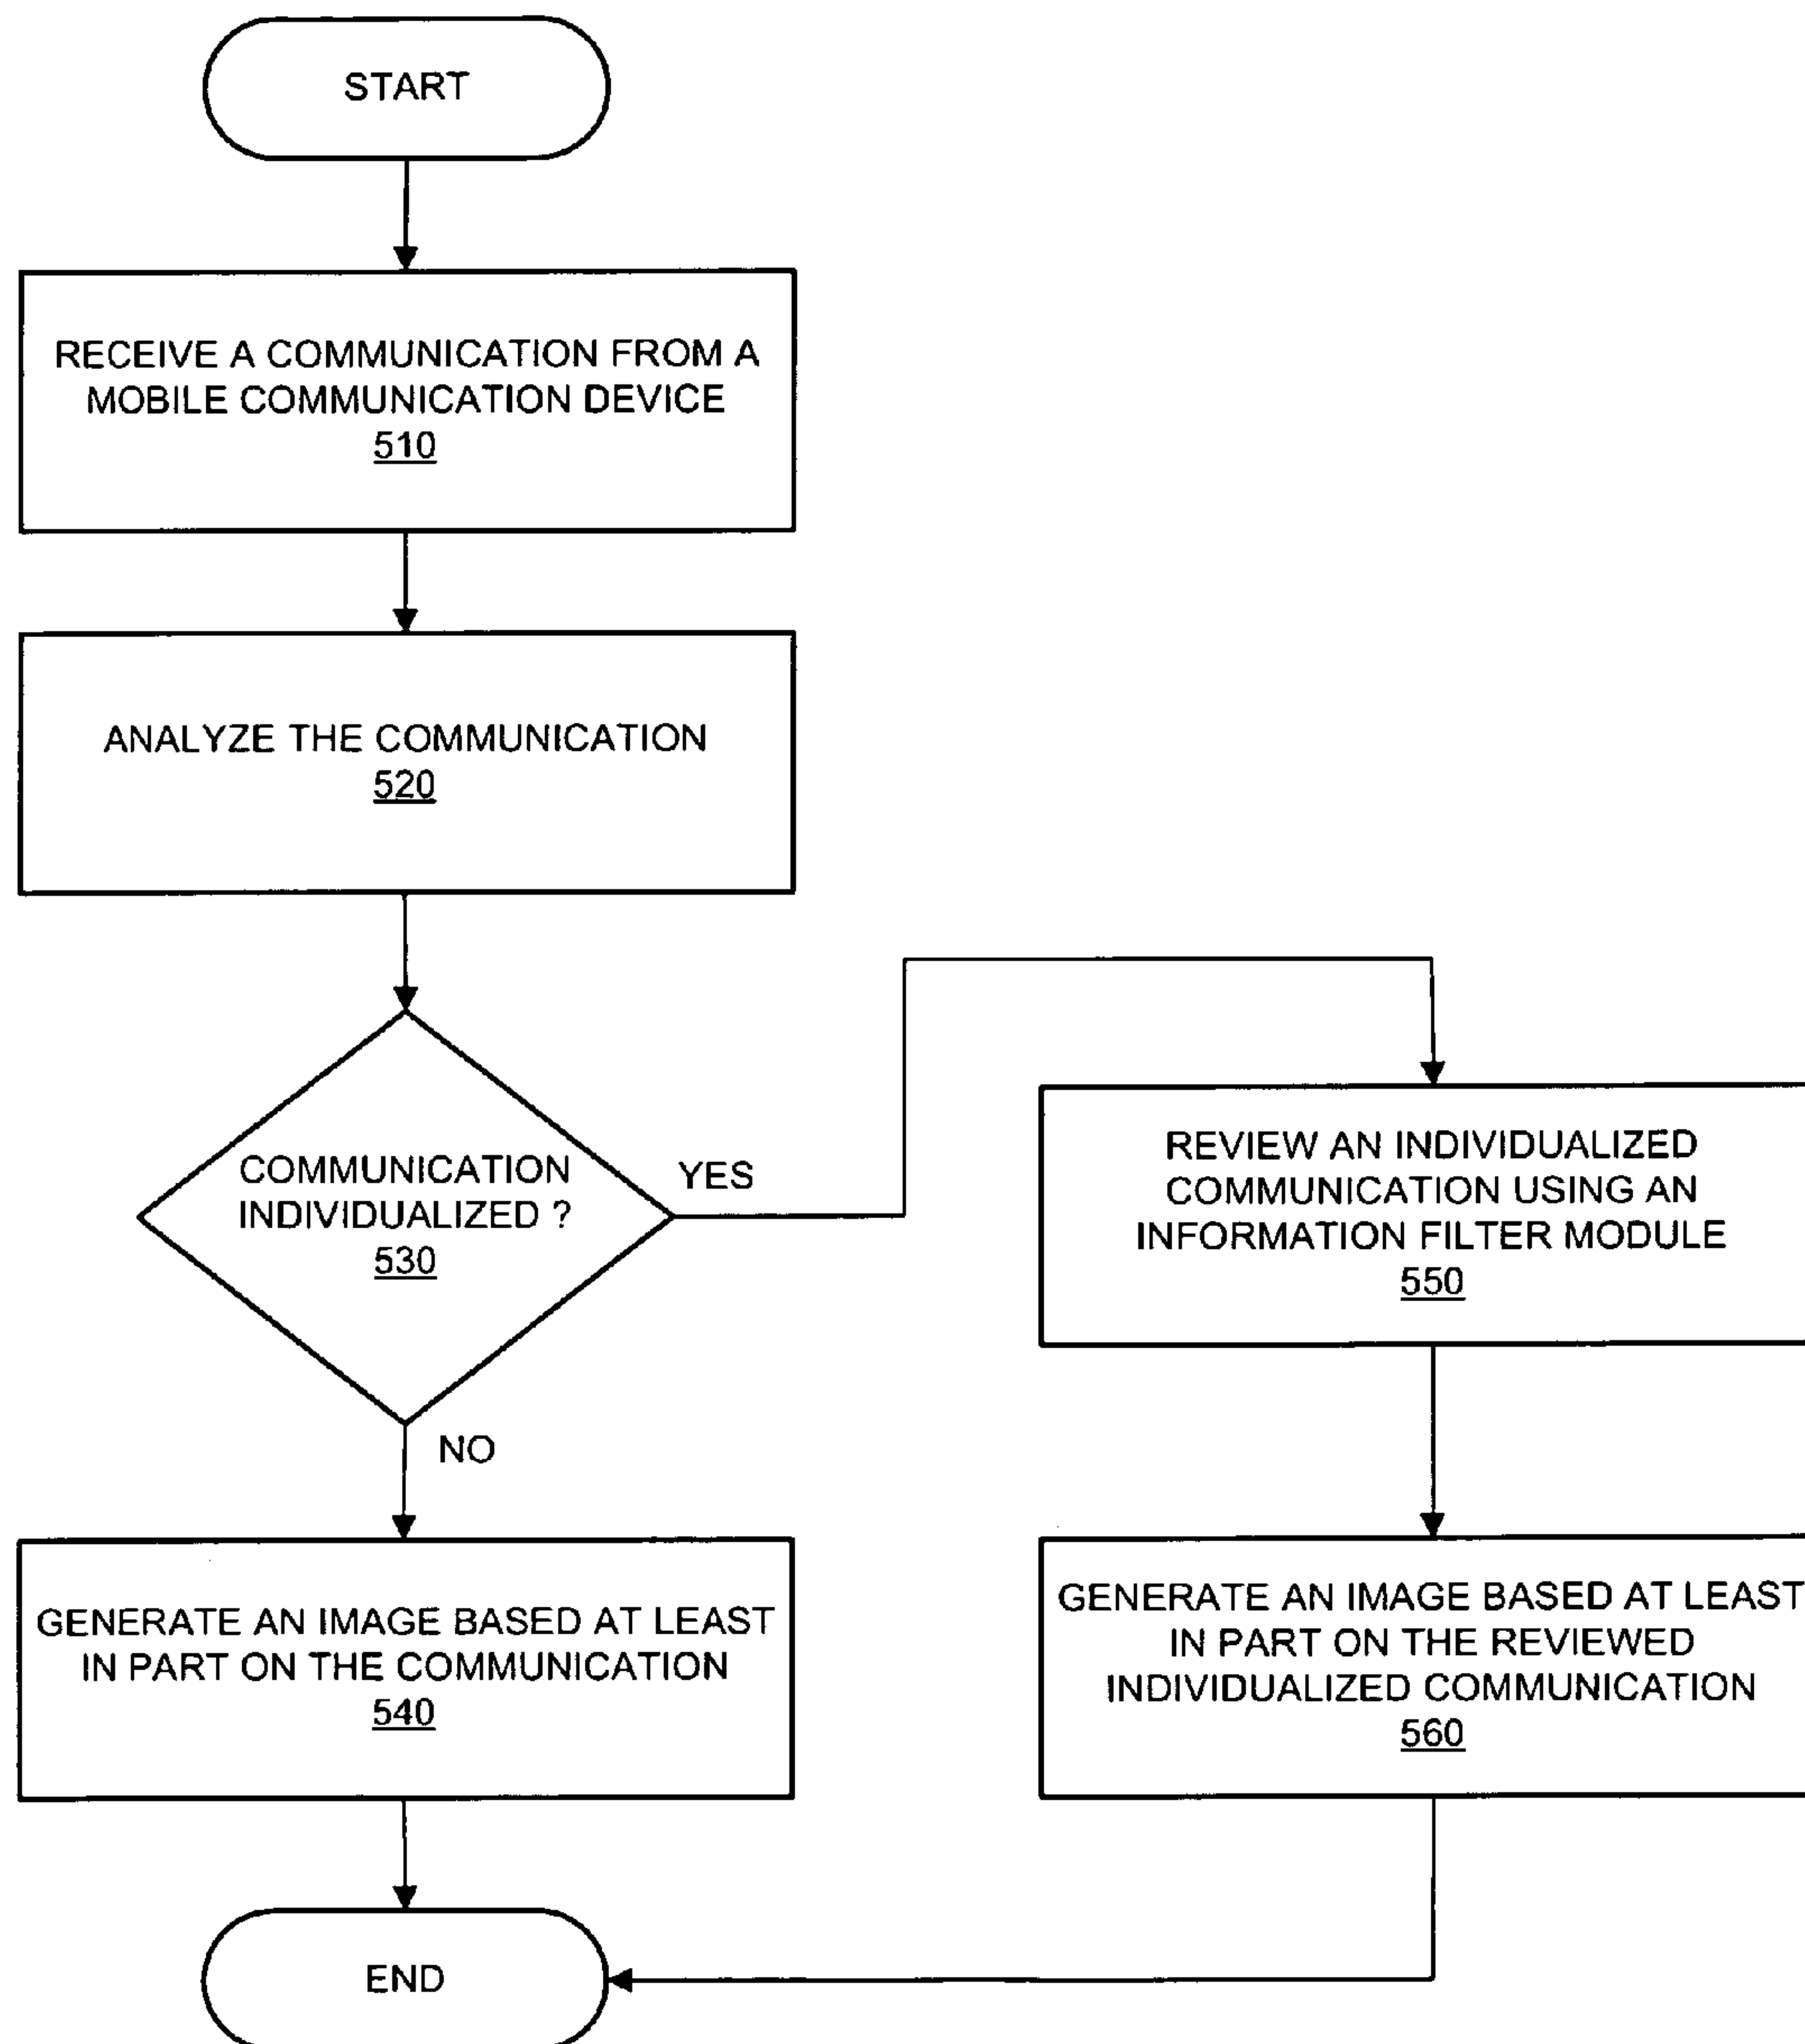 START
RECEIVE A COMMUNICATION FROM A
MOBILE COMMUNICATION DEVICE
510
ANALYZE THE COMMUNICATION
520
COMMUNICATION
INDIVIDUALIZED ?
530
YES
NO
REVIEW AN INDIVIDUALIZED
COMMUNICATION USING AN
INFORMATION FILTER MODULE
550
GENERATE AN IMAGE BASED AT LEAST
IN PART ON THE COMMUNICATION
540
GENERATE AN IMAGE BASED AT LEAST
IN PART ON THE REVIEWED
INDIVIDUALIZED COMMUNICATION
560
END